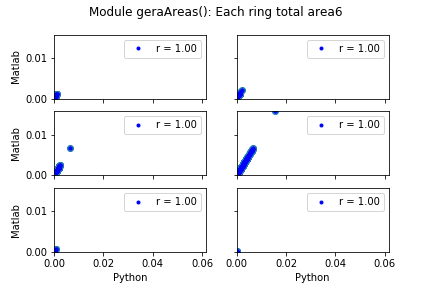 Module geraAreas(): Each ring total area6
Matlab
0.01
0.00
r = 1.00
r = 1.00
Matlab
0.01
0.00
r = 1.00
r = 1.00
Matlab
0.01
0.00
r = 1.00
r = 1.00
0.00 0.02 0.04 0.06
0.00 0.02 0.04 0.06
Python
Python